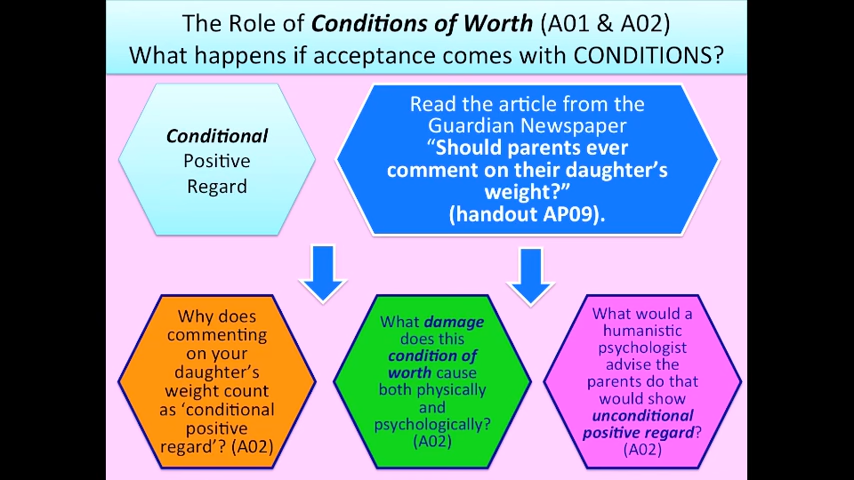 The Role of Conditions of Worth (A01 & A02)
What happens if acceptance comes with CONDITIONS?
Conditional
Positive
Regard
Read the article from the
Guardian Newspaper
“Should parents ever
comment on their daughter’s
weight?”
(handout AP09).
Why does
commenting
on your
daughter’s
weight count
as ‘conditional
positive
regard’? (A02)
What damage
does this
condition of
worth cause
both physically
and
psychologically?
(A02)
What would a
humanistic
psychologist
advise the
parents do that
would show
unconditional
positive regard?
(A02)